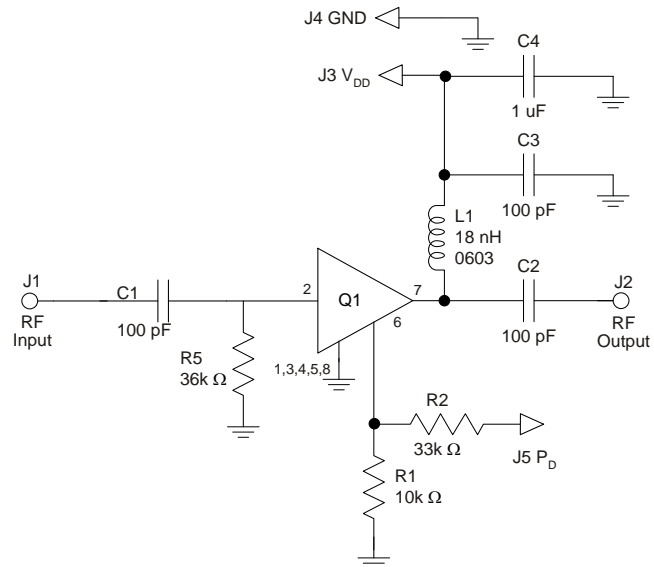 J4 GND
C4
J3 VDD
1 uF
C3
100 pF
L1
18 nH
0603
J1
RF
Input
C1
100 pF
2
Q1
7
6
C2
100 pF
J2
RF
Output
R5
36k Ω
1,3,4,5,8
R2
33k Ω
J5 PD
R1
10k Ω